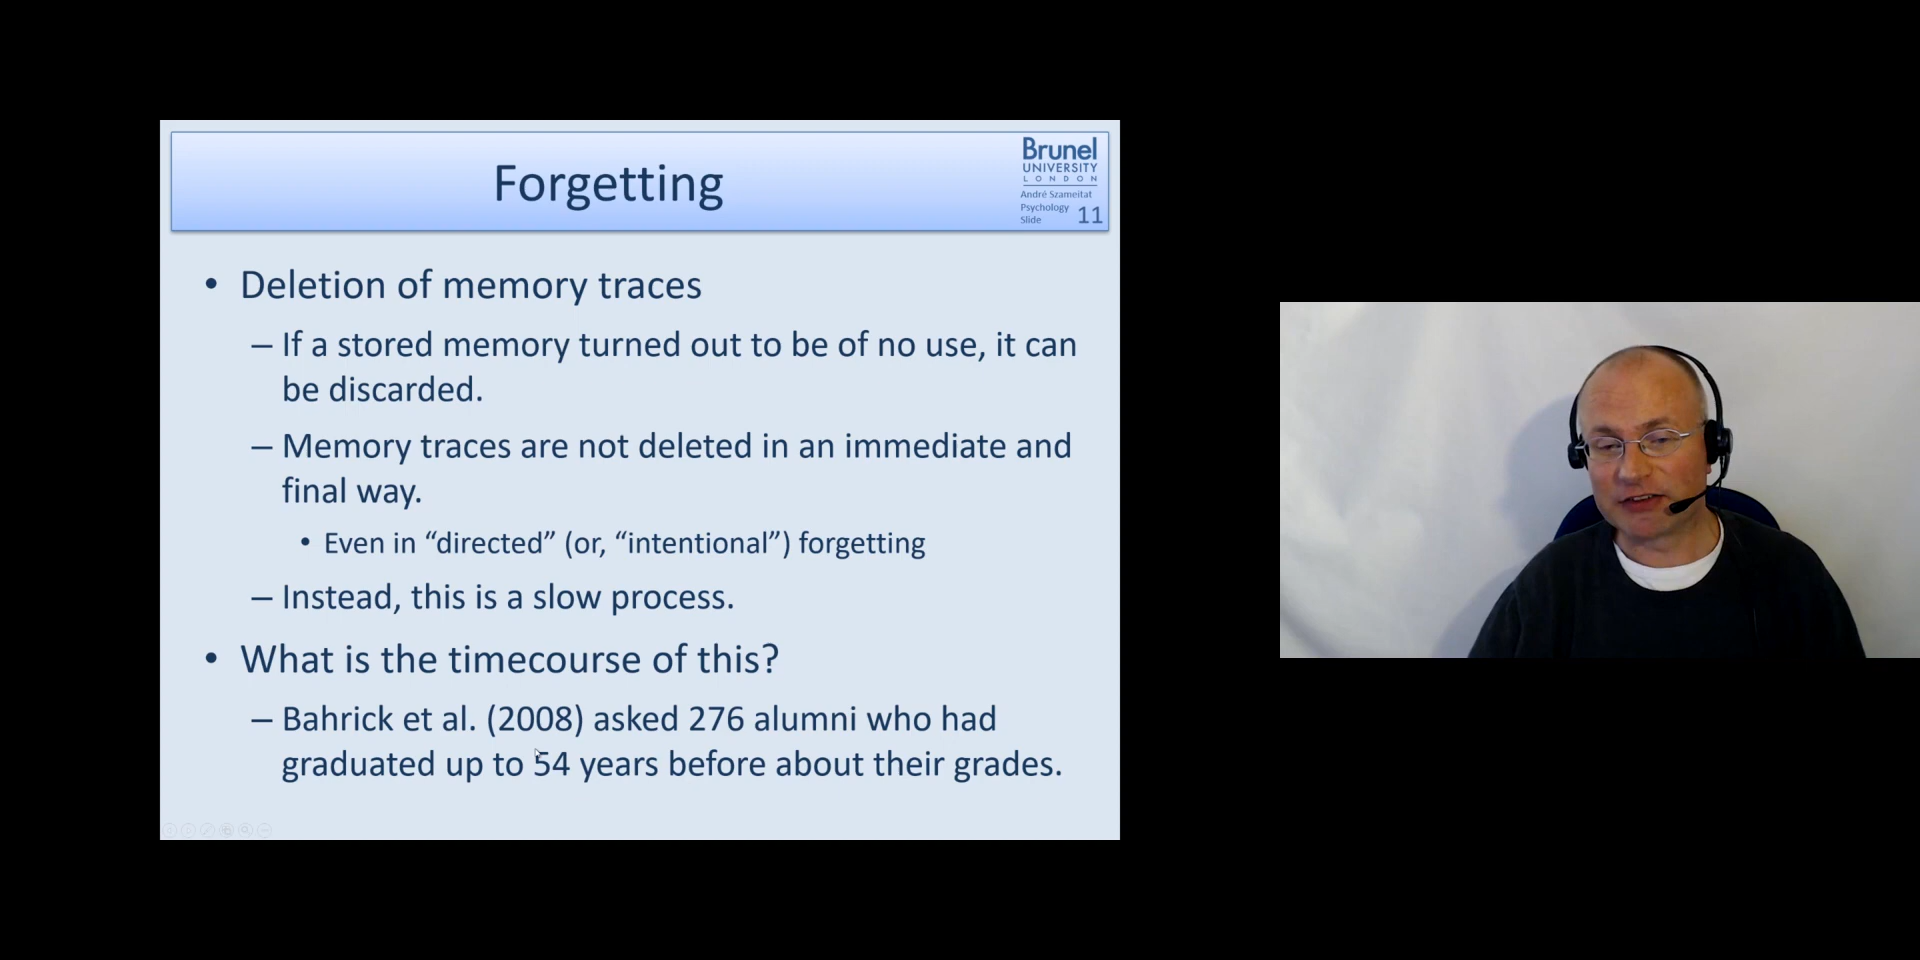 Forgetting
Brunel
UNIVERSITY
LONDON
André Szameitat
Psychology
Slide 11
• Deletion of memory traces
– If a stored memory turned out to be of no use, it can
be discarded.
– Memory traces are not deleted in an immediate and
final way.
• Even in “directed” (or, “intentional”) forgetting
– Instead, this is a slow process.
• What is the timecourse of this?
– Bahrick et al. (2008) asked 276 alumni who had
graduated up to 54 years before about their grades.